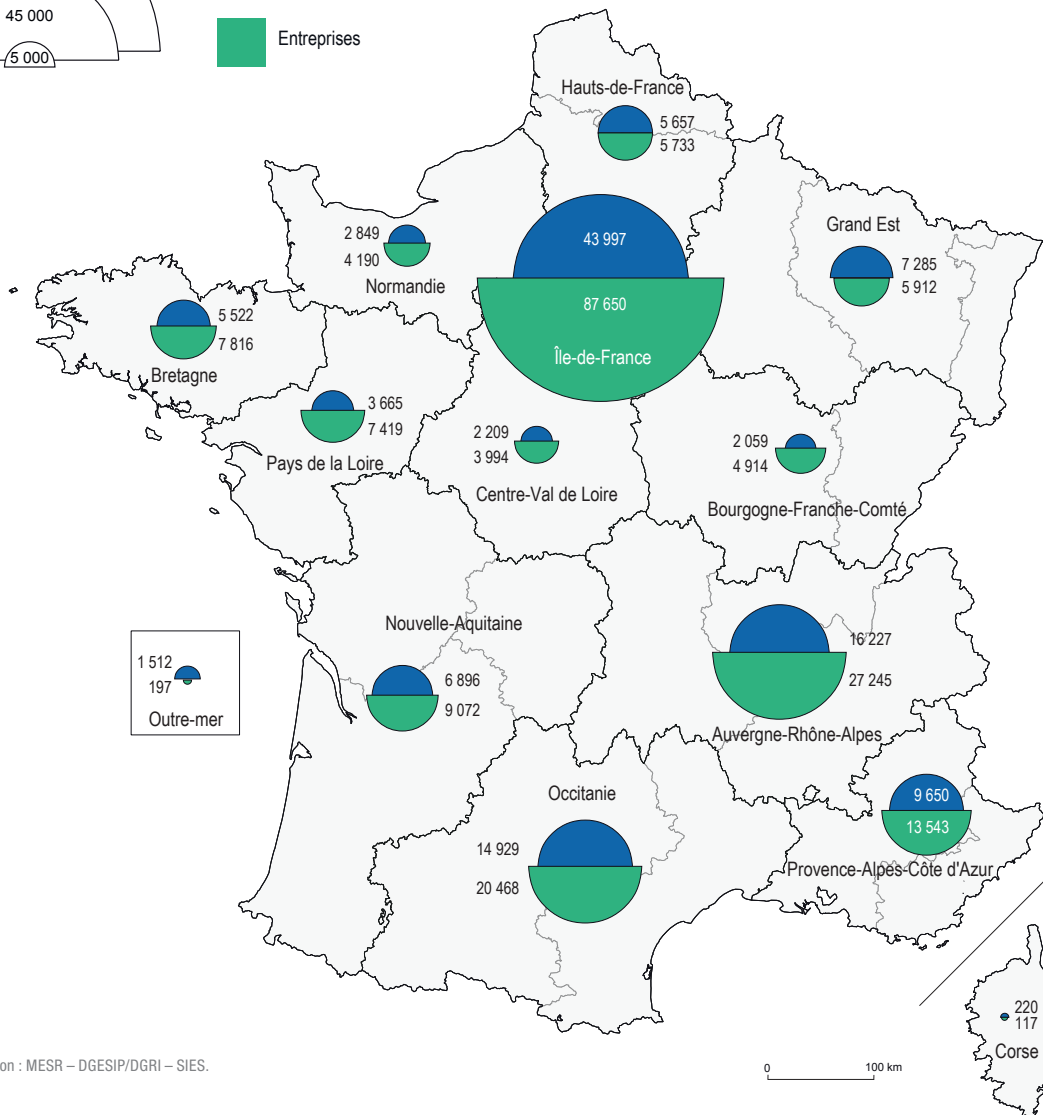 45 000
5 000
Entreprises
Hauts-de-France
5 657
5 733
43 997
87 650
Île-de-France
Grand Est
7 285
5 912
2 849
4 190
Normandie
5 522
7 816
Bretagne
3 665
7 419
Pays de la Loire
2 209
3 994
Centre-Val de Loire
2 059
4 914
Bourgogne-Franche-Comté
Nouvelle-Aquitaine
6 896
9 072
16 227
27 245
Auvergne-Rhône-Alpes
1 512
197
Outre-mer
Occitanie
14 929
20 468
9 650
13 543
Provence-Alpes-Côte d'Azur
220
117
Corse
on : MESR – DGESIP/DGRI – SIES.
0 100 km